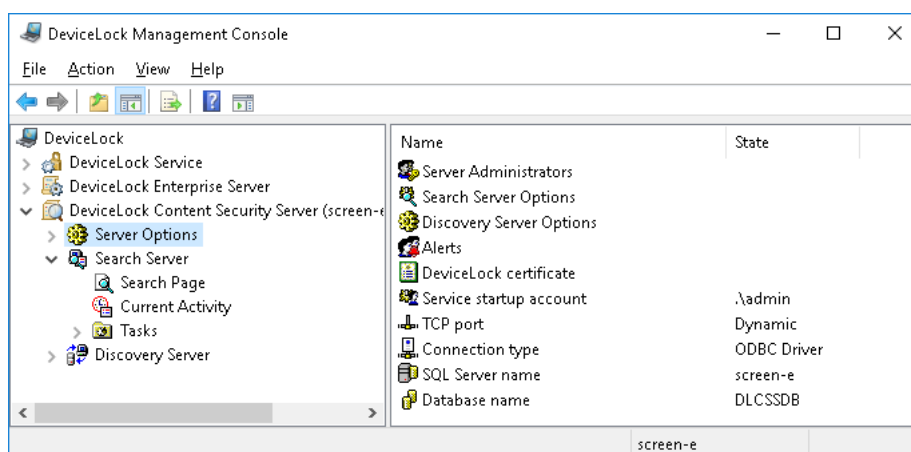 DeviceLock Management Console
File Action View Help
DeviceLock
DeviceLock Service
DeviceLock Enterprise Server
DeviceLock Content Security Server (screen-e
Server Options
Search Server
Search Page
Current Activity
Tasks
Discovery Server
Name State
Server Administrators
Search Server Options
Discovery Server Options
Alerts
DeviceLock certificate
Service startup account .\admin
TCP port Dynamic
Connection type ODBC Driver
SQL Server name screen-e
Database name DLCSSDB
screen-e